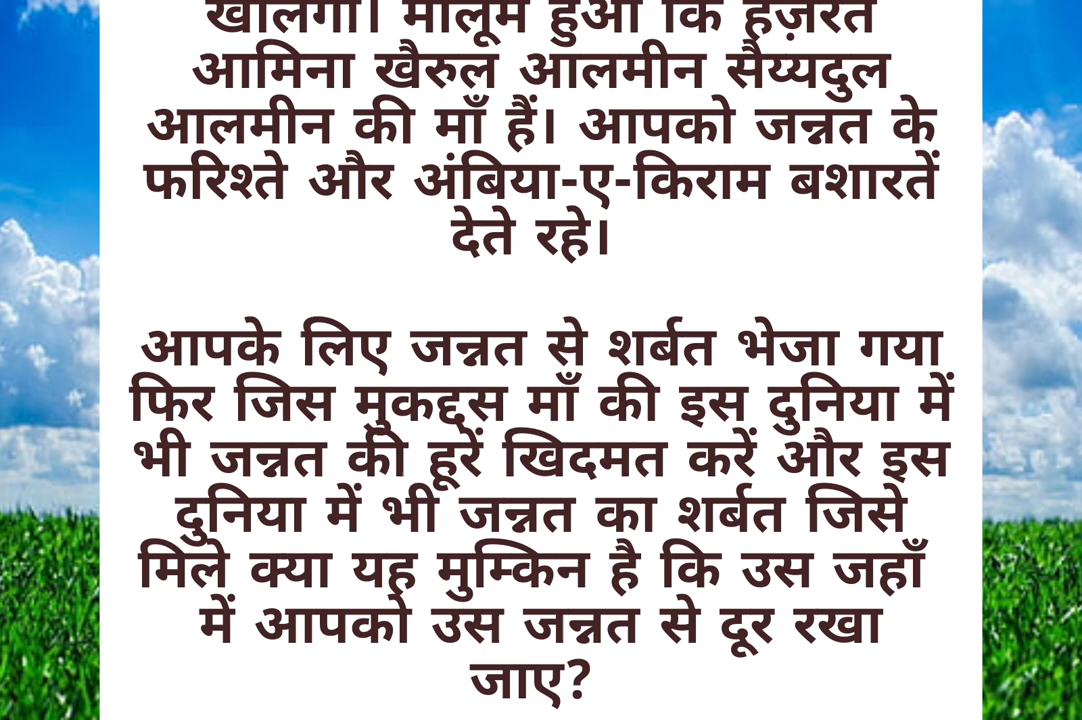 खोलेगी। मालूम हुआ कि हज़रत
आमिना खैरुल आलमीन सैय्यदुल
आलमीन की माँ हैं। आपको जन्नत के
फरिश्ते और अंबिया-ए-किराम बशारतें
देते रहे।
आपके लिए जन्नत से शर्बत भेजा गया
फिर जिस मुकद्दस माँ की इस दुनिया में
भी जन्नत की हूरें खिदमत करें और इस
दुनिया में भी जन्नत का शर्बत जिसे
मिले क्या यह मुम्किन है कि उस जहाँ
में आपको उस जन्नत से दूर रखा
जाए?